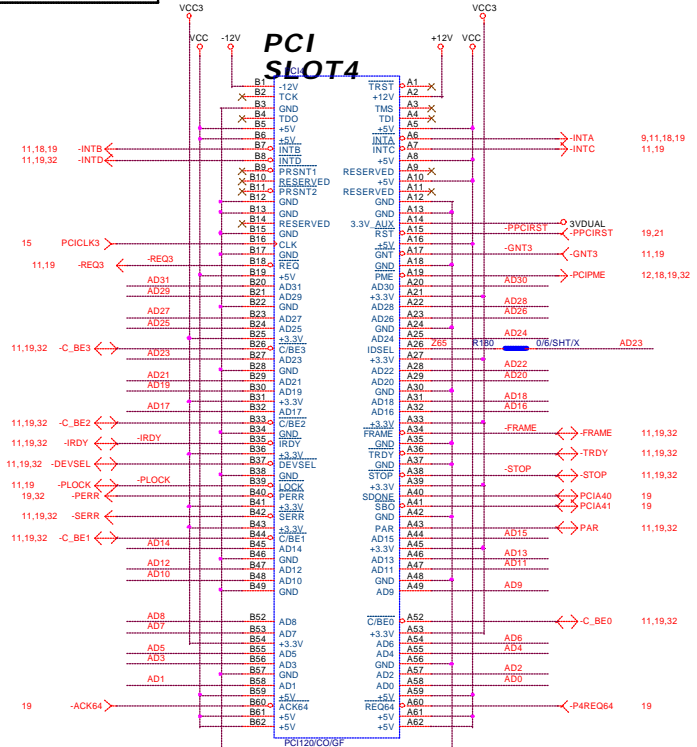 VCC3 VCC3
VCC -12V +12V VCC
PCI
SLOT4
PCI4
B1 -12V TRST A1
B2 TCK +12V A2
B3 GND TMS A3
B4 TDO TDI A4
B5 +5V +5V A5
B6 +5V INTA A6 -INTA 9,11,18,19
11,18,19 -INTB B7 INTB INTC A7 -INTC 11,19
11,19,32 -INTD B8 INTD +5V A8
B9 PRSNT1 RESERVED A9
B10 RESERVED +5V A10
B11 PRSNT2 RESERVED A11
B12 GND GND A12
B13 GND GND A13
B14 RESERVED 3.3V_AUX A14 3VDUAL
B15 GND RST A15 -PPCIRST -PPCIRST 19,21
15 PCICLK3 B16 CLK +5V A16
B17 GND GNT A17 -GNT3 -GNT3 11,19
11,19 -REQ3 -REQ3 B18 REQ GND A18
B19 +5V PME A19 -PCIPME 12,18,19,32
AD31 B20 AD31 AD30 A20 AD30
AD29 B21 AD29 +3.3V A21
B22 GND AD28 A22 AD28
AD27 B23 AD27 AD26 A23 AD26
AD25 B24 AD25 GND A24
B25 +3.3V AD24 A25 AD24
11,19,32 -C_BE3 B26 C/BE3 IDSEL A26 Z65 R180 0/6/SHT/X AD23
AD23 B27 AD23 +3.3V A27
B28 GND AD22 A28 AD22
AD21 B29 AD21 AD20 A29 AD20
AD19 B30 AD19 GND A30
B31 +3.3V AD18 A31 AD18
AD17 B32 AD17 AD16 A32 AD16
11,19,32 -C_BE2 B33 C/BE2 +3.3V A33
B34 GND FRAME A34 -FRAME -FRAME 11,19,32
11,19,32 -IRDY -IRDY B35 IRDY GND A35
B36 +3.3V TRDY A36 -TRDY 11,19,32
11,19,32 -DEVSEL B37 DEVSEL GND A37
B38 GND STOP A38 -STOP -STOP 11,19,32
11,19 -PLOCK -PLOCK B39 LOCK +3.3V A39
19,32 -PERR B40 PERR SDONE A40 PCIA40 19
B41 +3.3V SBO A41 PCIA41 19
11,19,32 -SERR B42 SERR GND A42
B43 +3.3V PAR A43 PAR 11,19,32
11,19,32 -C_BE1 B44 C/BE1 AD15 A44 AD15
AD14 B45 AD14 +3.3V A45
B46 GND AD13 A46 AD13
AD12 B47 AD12 AD11 A47 AD11
AD10 B48 AD10 GND A48
B49 GND AD9 A49 AD9
AD8 B52 AD8 C/BE0 A52 -C_BE0 11,19,32
AD7 B53 AD7 +3.3V A53
B54 +3.3V AD6 A54 AD6
AD5 B55 AD5 AD4 A55 AD4
AD3 B56 AD3 GND A56
B57 GND AD2 A57 AD2
AD1 B58 AD1 AD0 A58 AD0
B59 +5V +5V A59
19 -ACK64 B60 ACK64 REQ64 A60 -P4REQ64 19
B61 +5V +5V A61
B62 +5V +5V A62
PCI120/CO/GF